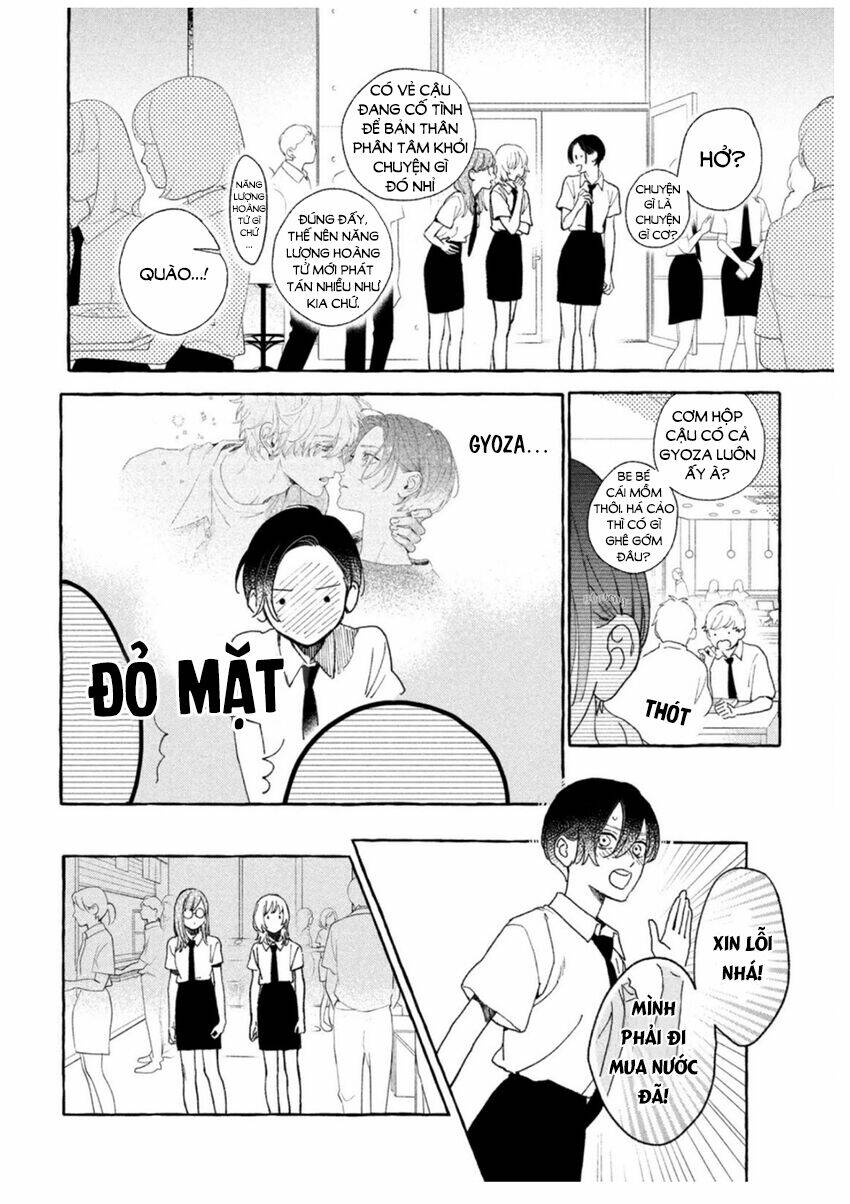 HỞ?
CHUYỆN
GÌ LÀ
CHUYỆN
GÌ CƠ?
CÓ VẺ CẬU
ĐANG CỐ TÌNH
ĐỂ BẢN THÂN
PHÂN TÂM KHỎI
CHUYỆN GÌ
ĐÓ NHỈ
ĐÚNG ĐẤY,
THẾ NÊN NĂNG
LƯỢNG HOÀNG
TỬ MỚI PHÁT
TÁN NHIỀU NHƯ
KIA CHỨ.
NĂNG
LƯỢNG
HOÀNG
TỬ GÌ
CHỨ
...
QUÀO...!
CƠM HỘP
CẬU CÓ CẢ
GYOZA LUÔN
ẤY À?
BE BÉ
CÁI MỒM
THÔI. HÁ CẢO
THÌ CÓ GÌ
GHÊ GỚM
ĐÂU?
THÓT
GYOZA...
ĐỎ MẶT
XIN LỖI
NHÁ!
MÌNH
PHẢI ĐI
MUA NƯỚC
ĐÃ!